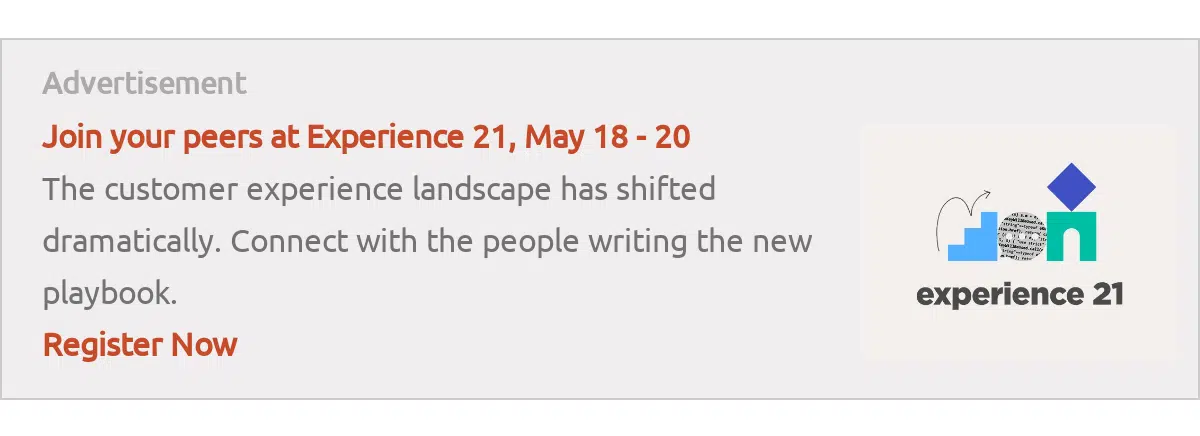 Advertisement
Join your peers at Experience 21, May 18 - 20
The customer experience landscape has shifted
dramatically. Connect with the people writing the new
playbook.
Register Now
experience 21